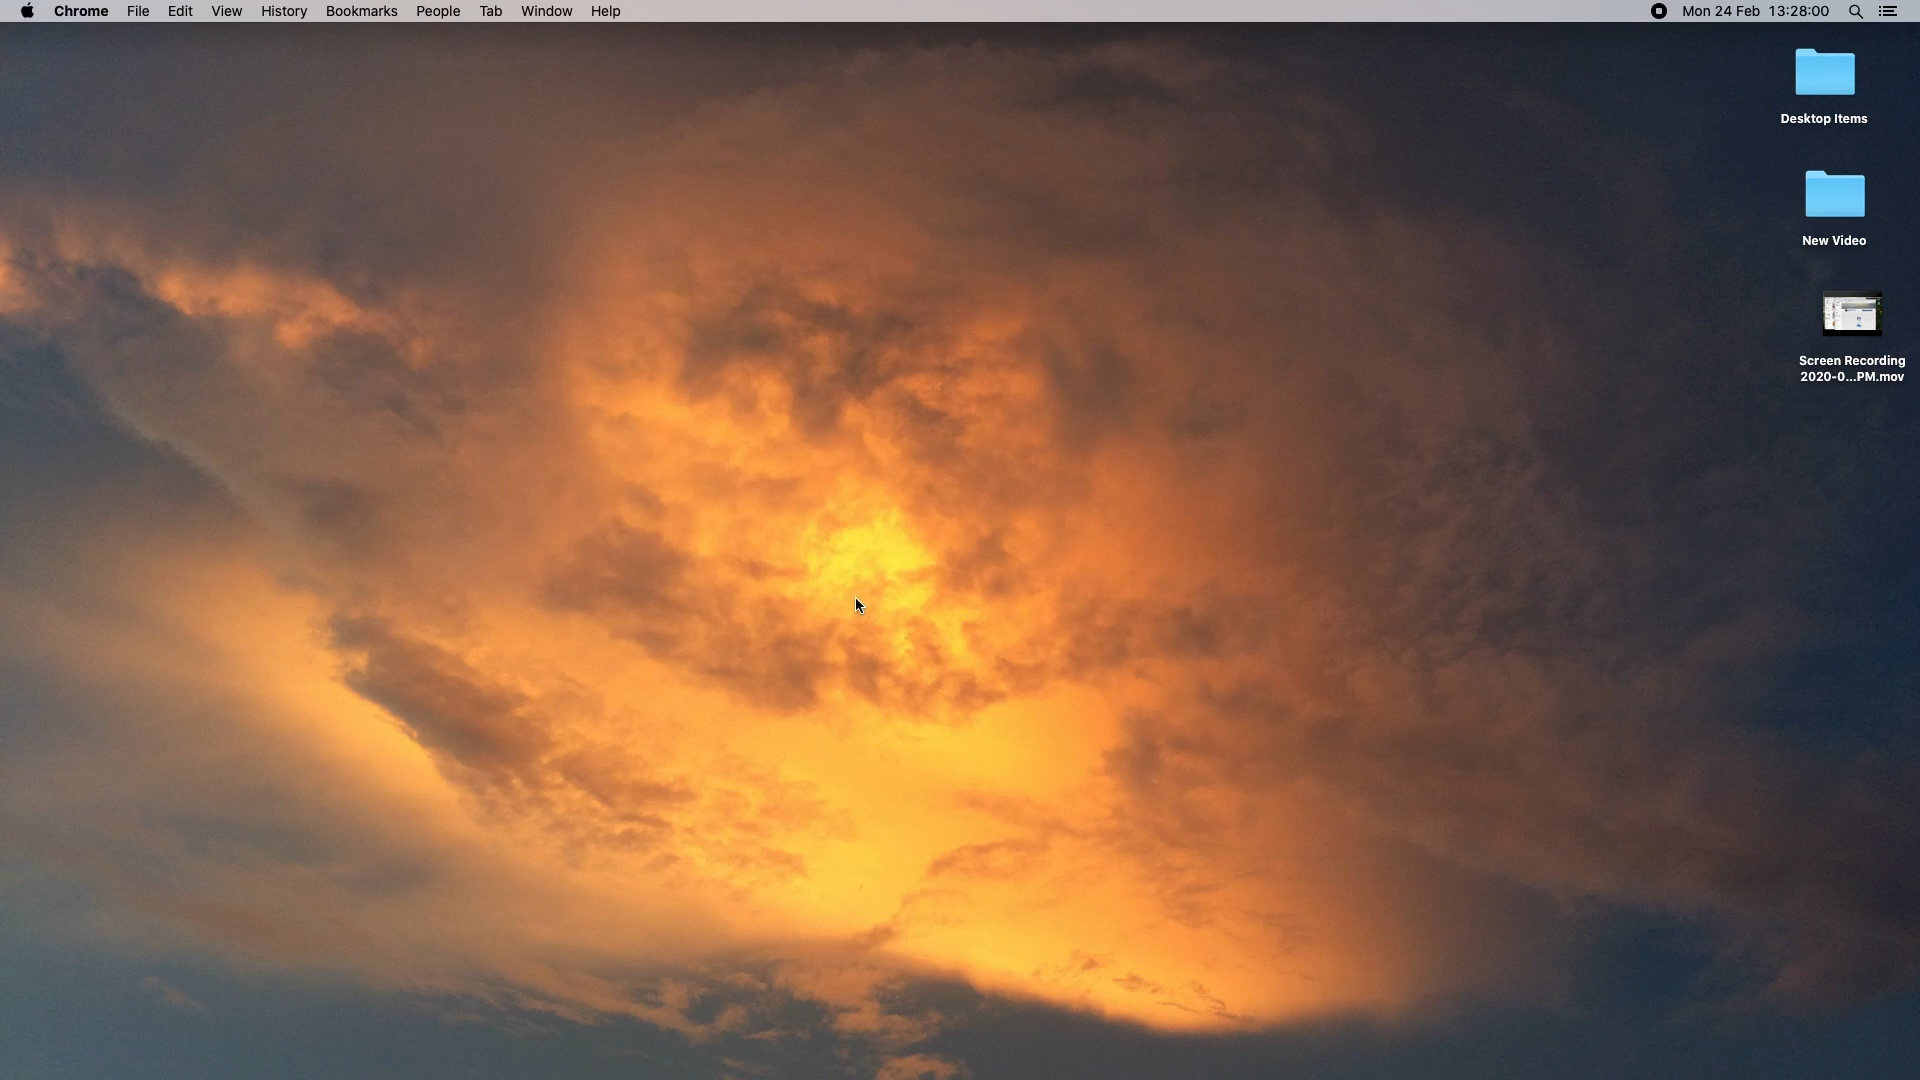 Chrome File Edit View History Bookmarks People Tab Window Help Mon 24 Feb 13:28:00
Desktop Items
New Video
Screen Recording
2020-0...PM.mov